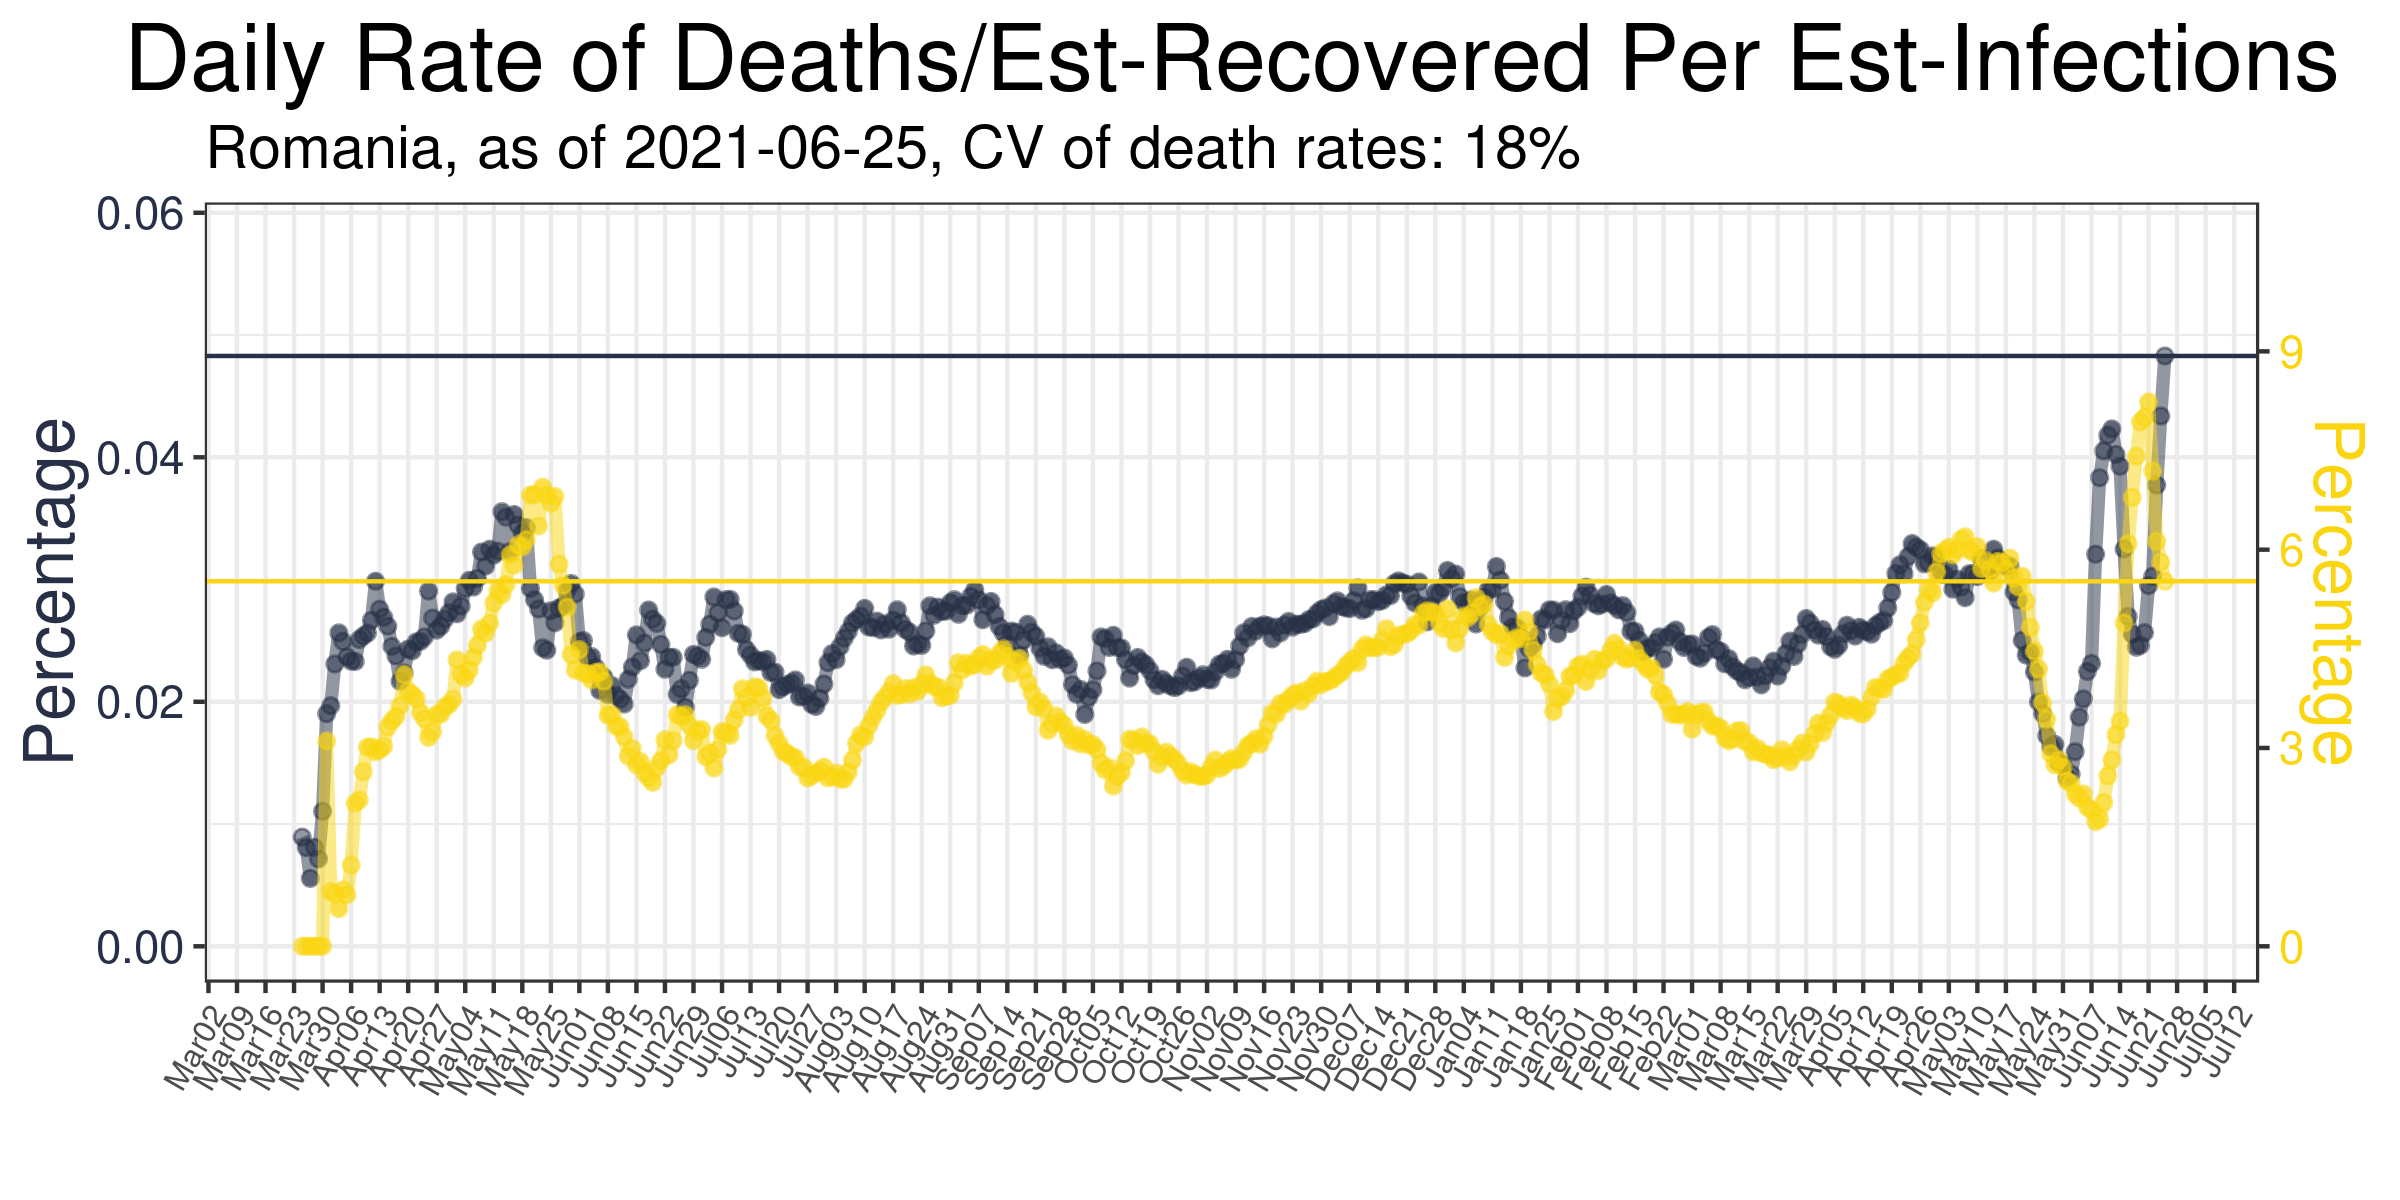 Daily Rate of Deaths/Est-Recovered Per Est-Infections
Romania, as of 2021-06-25, CV of death rates: 18%
Percentage
0.06
0.04
0.02
0.00
9
6
3
0
Percentage
Mar02
Mar09
Mar16
Mar23
Mar30
Apr06
Apr13
Apr20
Apr27
May04
May11
May18
May25
Jun01
Jun08
Jun15
Jun22
Jun29
Jul06
Jul13
Jul20
Jul27
Aug03
Aug10
Aug17
Aug24
Aug31
Sep07
Sep14
Sep21
Sep28
Oct05
Oct12
Oct19
Oct26
Nov02
Nov09
Nov16
Nov23
Nov30
Dec07
Dec14
Dec21
Dec28
Jan04
Jan11
Jan18
Jan25
Feb01
Feb08
Feb15
Feb22
Mar01
Mar08
Mar15
Mar22
Mar29
Apr05
Apr12
Apr19
Apr26
May03
May10
May17
May24
May31
Jun07
Jun14
Jun21
Jun28
Jul05
Jul12